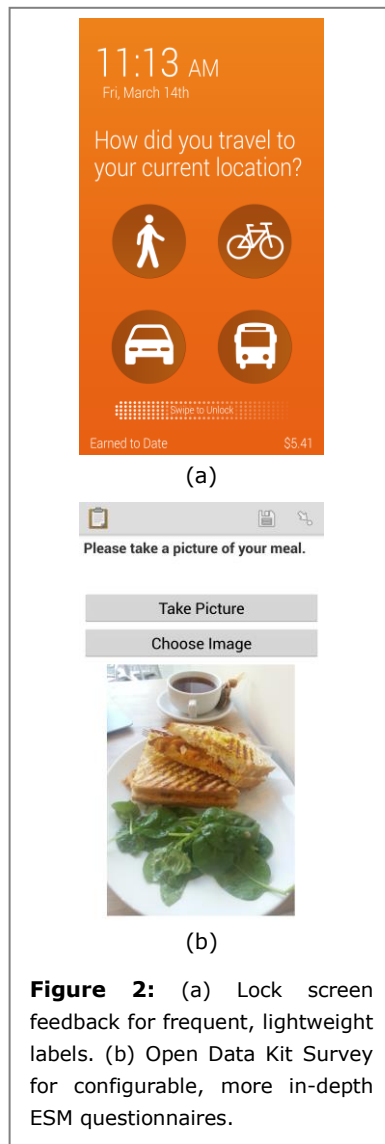 11:13 AM
Fri, March 14th
How did you travel to
your current location?
Swipe to Unlock
Earned to Date $5.41
(a)
Please take a picture of your meal.
Take Picture
Choose Image
(b)
Figure 2: (a) Lock screen
feedback for frequent, lightweight
labels. (b) Open Data Kit Survey
for configurable, more in-depth
ESM questionnaires.